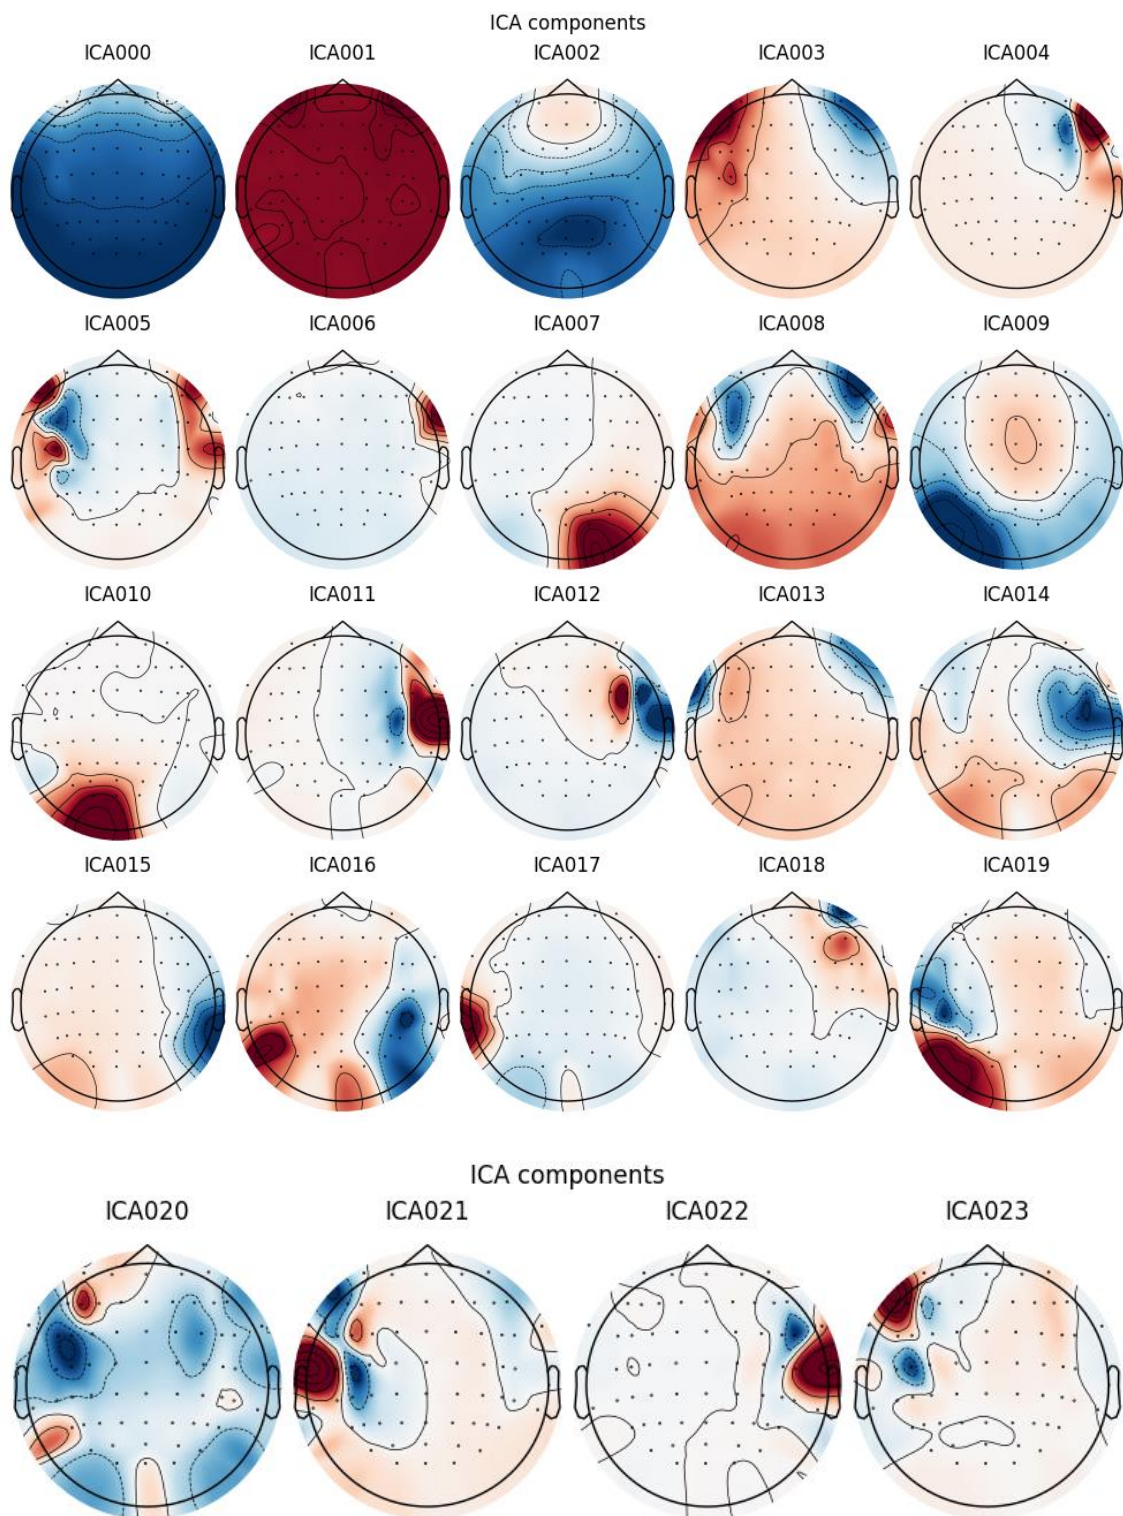 ICA components
ICA000 ICA001 ICA002 ICA003 ICA004
ICA005 ICA006 ICA007 ICA008 ICA009
ICA010 ICA011 ICA012 ICA013 ICA014
ICA015 ICA016 ICA017 ICA018 ICA019
ICA components
ICA020 ICA021 ICA022 ICA023